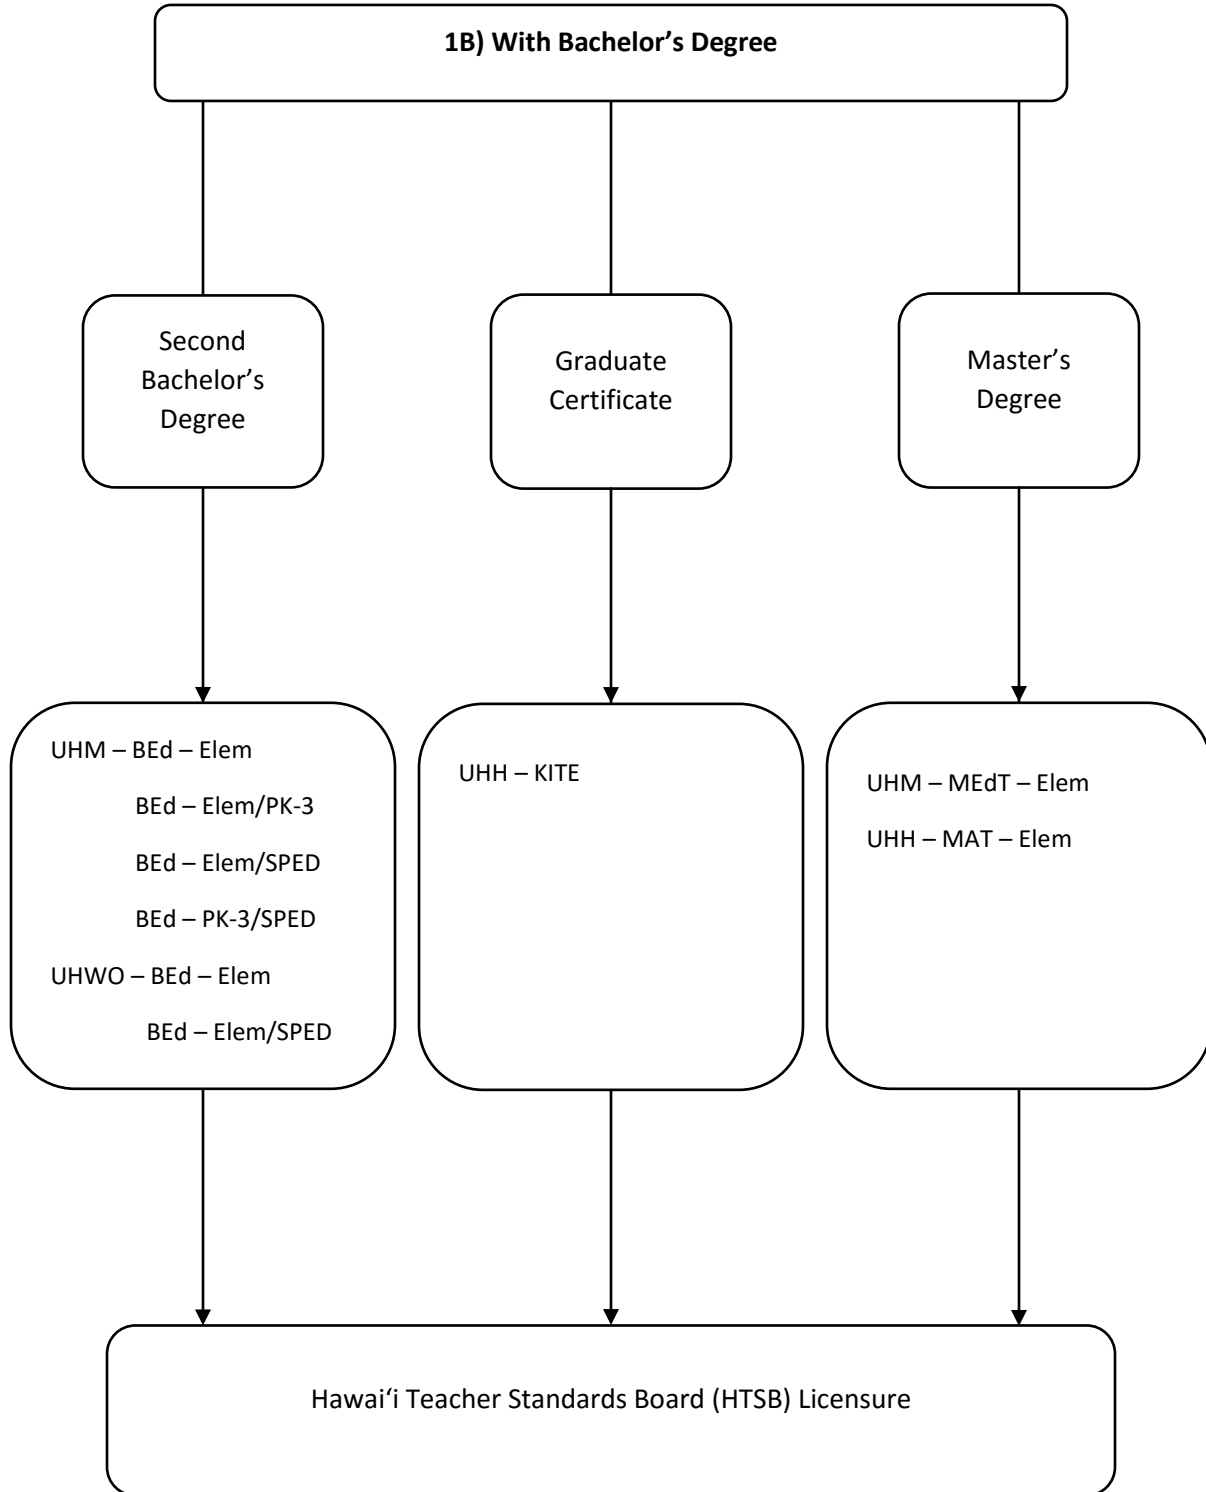 1B) With Bachelor’s Degree
Second
Bachelor’s
Degree
Graduate
Certificate
Master’s
Degree
UHM – BEd – Elem
BEd – Elem/PK-3
BEd – Elem/SPED
BEd – PK-3/SPED
UHWO – BEd – Elem
BEd – Elem/SPED
UHH – KITE
UHM – MEdT – Elem
UHH – MAT – Elem
Hawai‘i Teacher Standards Board (HTSB) Licensure